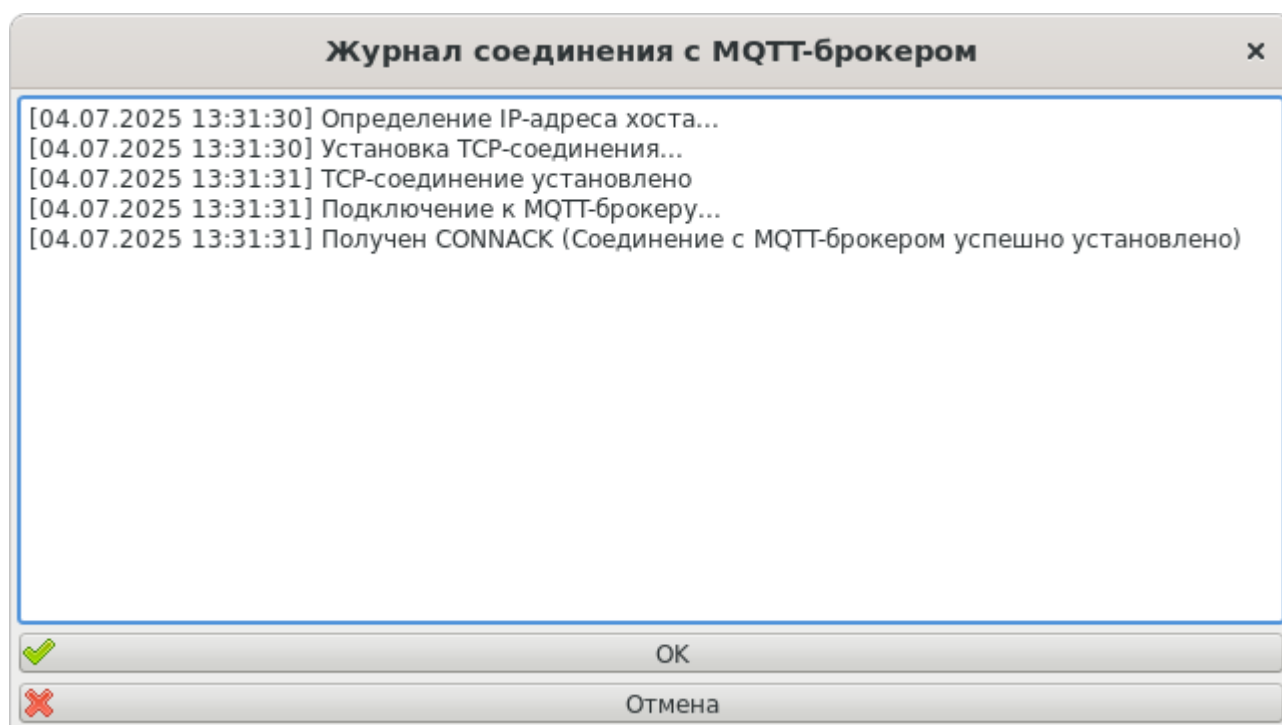 Журнал соединения с MQTT-брокером
[04.07.2025 13:31:30] Определение IP-адреса хоста...
[04.07.2025 13:31:30] Установка TCP-соединения...
[04.07.2025 13:31:31] TCP-соединение установлено
[04.07.2025 13:31:31] Подключение к MQTT-брокеру...
[04.07.2025 13:31:31] Получен CONNACK (Соединение с MQTT-брокером успешно установлено)
OK
Отмена